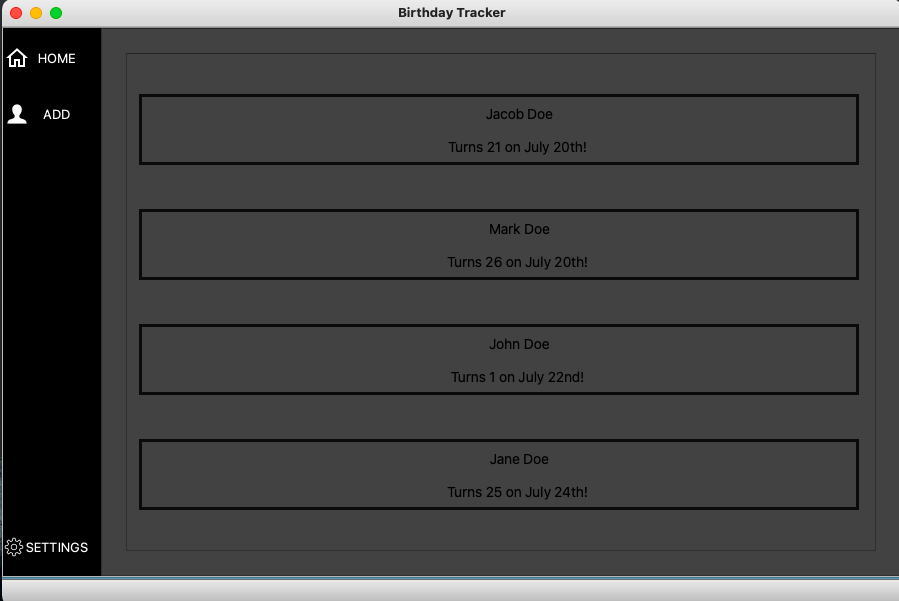 Birthday Tracker
HOME
ADD
Jacob Doe
Turns 21 on July 20th!
Mark Doe
Turns 26 on July 20th!
John Doe
Turns 1 on July 22nd!
Jane Doe
Turns 25 on July 24th!
SETTINGS